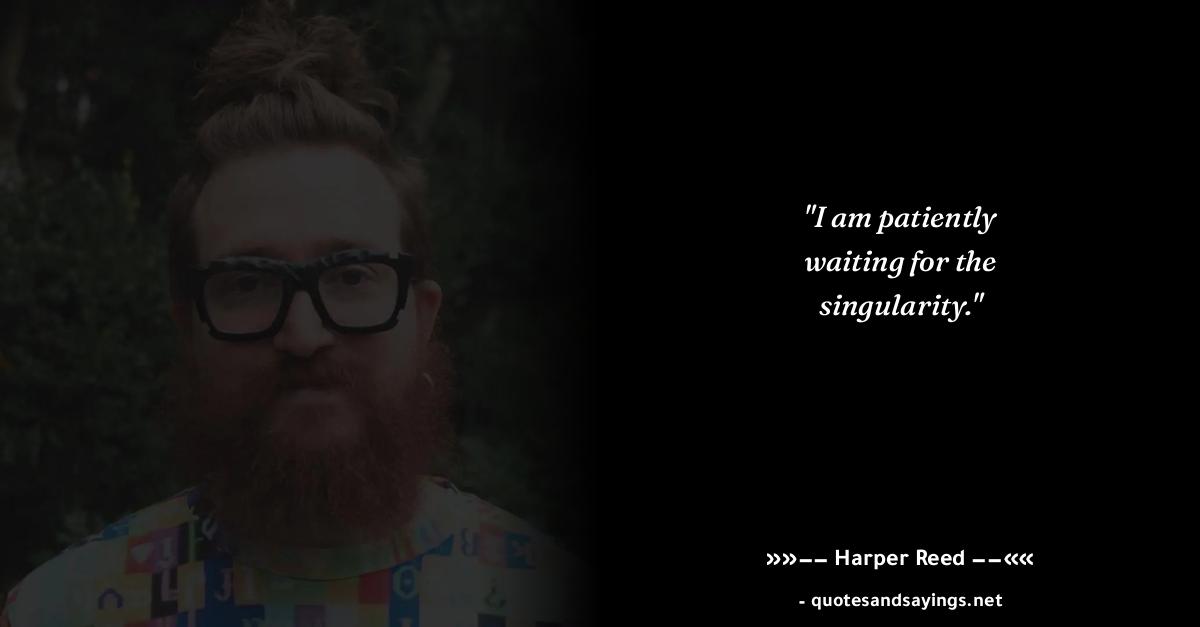 "I am patiently
waiting for the
singularity."
»»−− Harper Reed −−««
- quotesandsayings.net